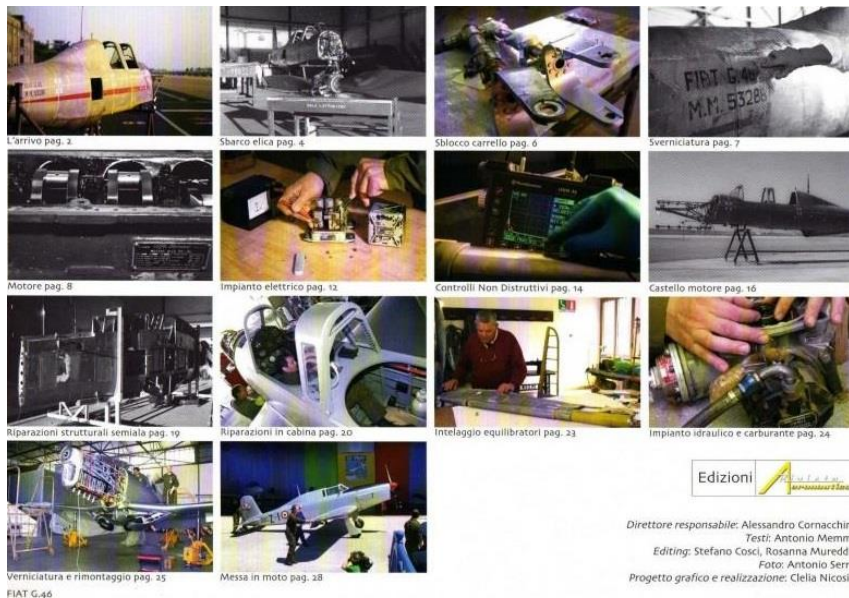 L'arrivo pag. 2
Sbarco elica pag. 4
Sblocco carrello pag. 6
FIAT G.46
M.M. 53286
Sverniciatura pag. 7
Motore pag. 8
Impianto elettrico pag. 12
Controlli Non Distruttivi pag. 14
Castello motore pag. 16
Riparazioni strutturali semiala pag. 19
Riparazioni in cabina pag. 20
Intelaggio equilibratori pag. 23
Impianto idraulico e carburante pag. 24
Verniciatura e rimontaggio pag. 25
Messa in moto pag. 28
Edizioni
Direttore responsabile: Alessandro Cornacchin
Testi: Antonio Memm
Editing: Stefano Cosci, Rosanna Muredd
Foto: Antonio Serr
Progetto grafico e realizzazione: Clelia Nicosi
FIAT G.46